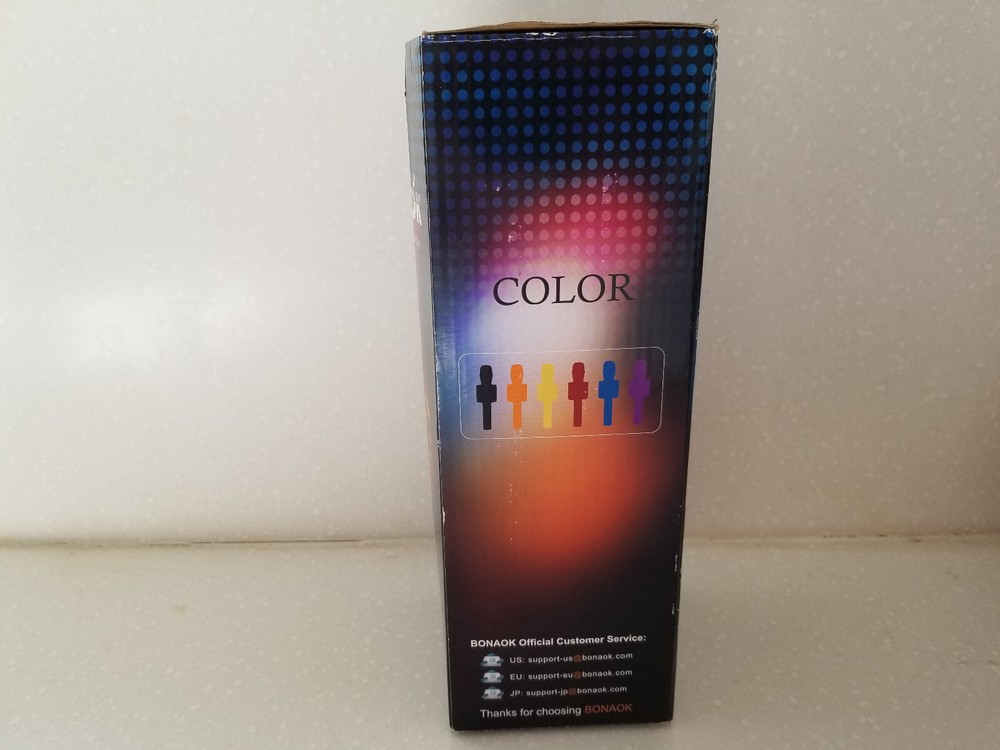 COLOR
BONAOK Official Customer Service:
US: support-us@bonaok.com
EU: support-eu@bonaok.com
JP: support-jp@bonaok.com
Thanks for choosing BONAOK